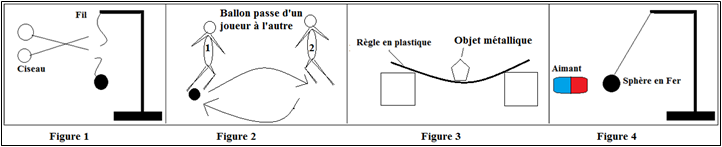 Fil
Ciseau
Figure 1
Ballon passe d'un
joueur à l'autre
1
2
Figure 2
Règle en plastique
Objet métallique
Figure 3
Aimant
Sphère en Fer
Figure 4